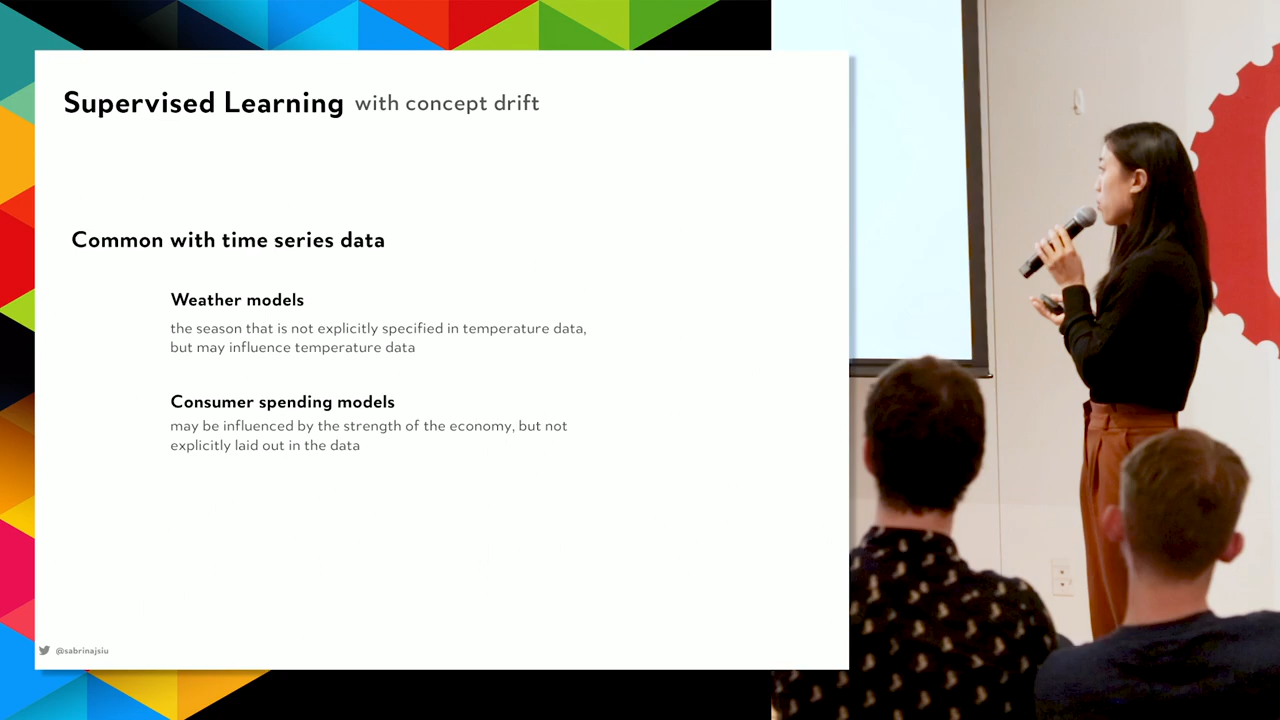 Supervised Learning with concept drift
Common with time series data
Weather models
the season that is not explicitly specified in temperature data,
but may influence temperature data
Consumer spending models
may be influenced by the strength of the economy, but not
explicitly laid out in the data
@sabrinajsiu